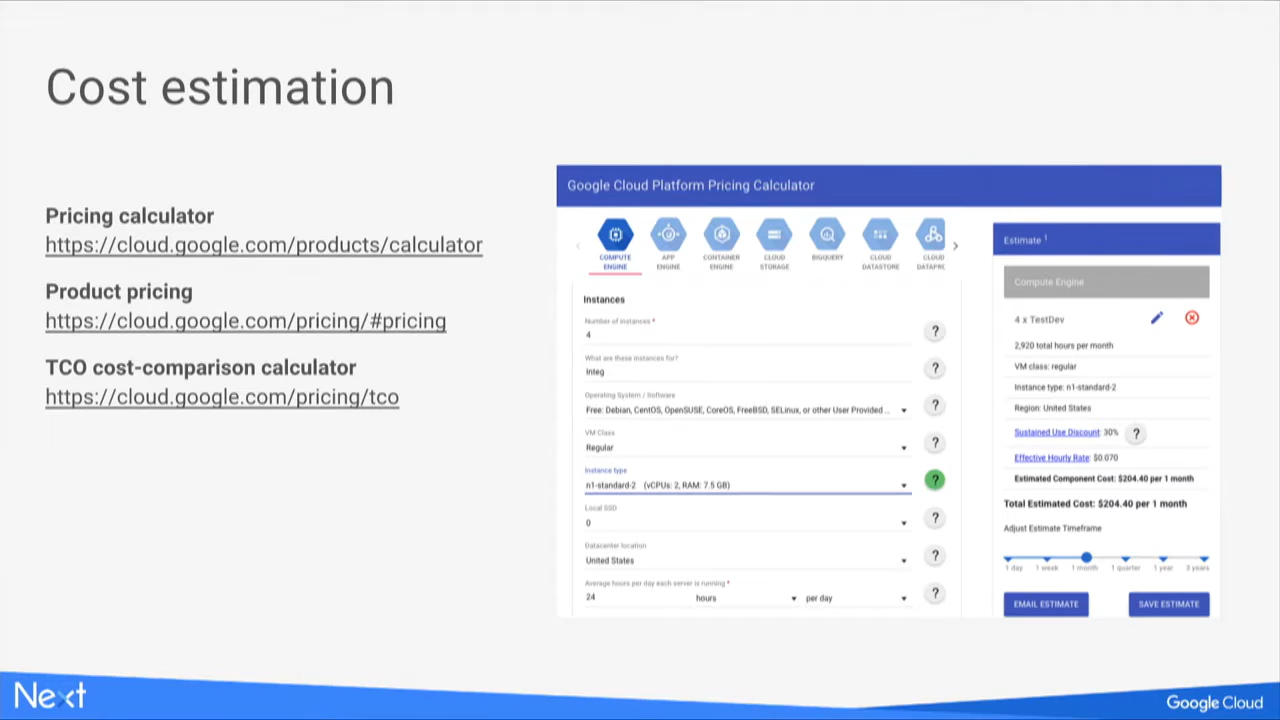 Cost estimation
Pricing calculator
https://cloud.google.com/products/calculator
Product pricing
https://cloud.google.com/pricing/#pricing
TCO cost-comparison calculator
https://cloud.google.com/pricing/tco
Google Cloud Platform Pricing Calculator
COMPUTE ENGINE
APP ENGINE
CONTAINER ENGINE
CLOUD STORAGE
BIGQUERY
CLOUD DATASTORE
CLOUD DATAPRC
Instances
Number of instances *
4
?
What are these instances for?
Integ
?
Operating System / Software
Free: Debian, CentOS, OpenSUSE, CoreOS, FreeBSD, SELinux, or other User Provided ...
?
VM Class
Regular
?
Instance type
n1-standard-2 (vCPUs: 2, RAM: 7.5 GB)
?
Local SSD
0
?
Datacenter location
United States
?
Average hours per day each server is running *
24 hours per day
?
Estimate 1
Compute Engine
4 x TestDev
2,920 total hours per month
VM class: regular
Instance type: n1-standard-2
Region: United States
Sustained Use Discount: 30% ?
Effective Hourly Rate: $0.070
Estimated Component Cost: $204.40 per 1 month
Total Estimated Cost: $204.40 per 1 month
Adjust Estimate Timeframe
1 day 1 week 1 month 1 quarter 1 year 3 years
EMAIL ESTIMATE SAVE ESTIMATE
Next
Google Cloud